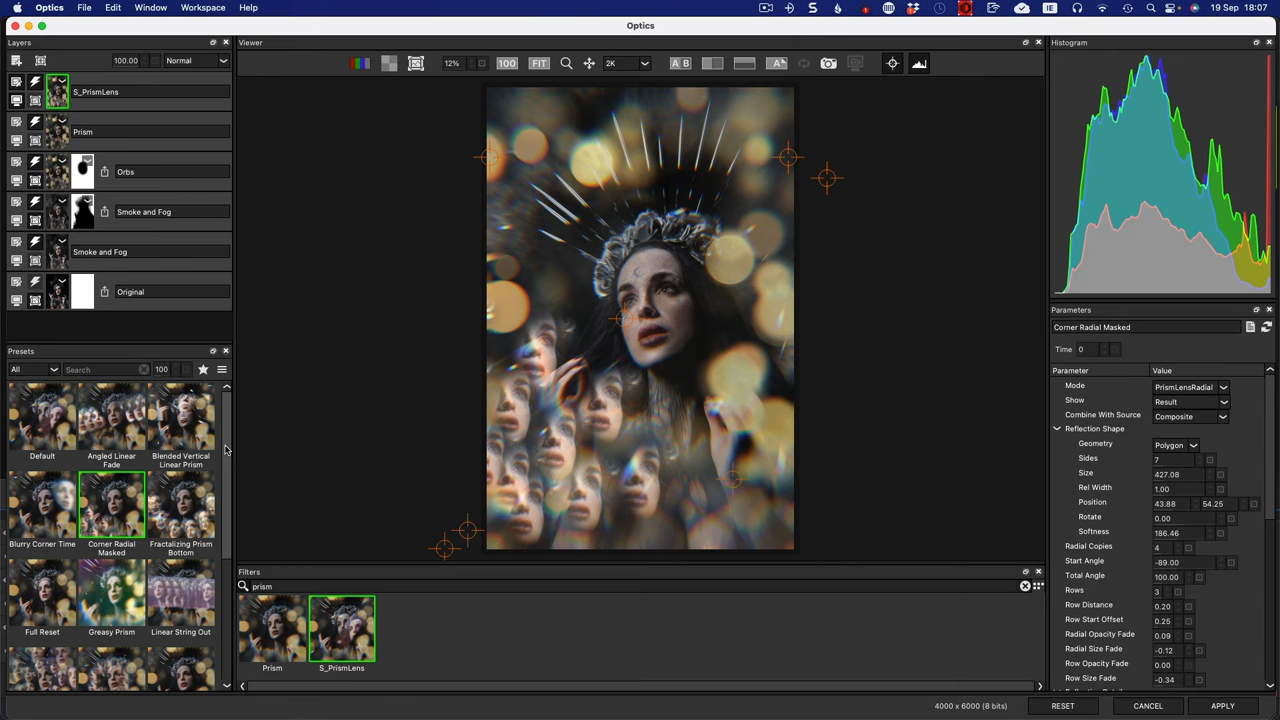 Optics File Edit Mask Window Workspace Help 19 Sep 18:07
Optics
Layers
100.00 Normal
S_PrismLens
Prism
Orbs
Smoke and Fog
Smoke and Fog
Original
Presets
All Search 100
Default Angled Linear Fade Blended Vertical Linear Prism
Blurry Corner Time Corner Radial Masked Fractalizing Prism Bottom
Full Reset Greasy Prism Linear String Out
Viewer
12% 100 FIT 2K A B A
Filters
prism
Prism S_PrismLens
Histogram
Parameters
Corner Radial Masked
Time 0
Parameter Value
Mode PrismLensRadial
Show Result
Combine With Source Composite
Reflection Shape
Geometry Polygon
Sides 7
Size 427.08
Rel Width 1.00
Position 43.88 54.25
Rotate 0.00
Softness 186.46
Radial Copies 4
Start Angle -89.00
Total Angle 100.00
Rows 3
Row Distance 0.20
Row Start Offset 0.25
Radial Opacity Fade 0.09
Radial Size Fade -0.12
Row Opacity Fade 0.00
Row Size Fade -0.34
4000 x 6000 (8 bits) RESET CANCEL APPLY